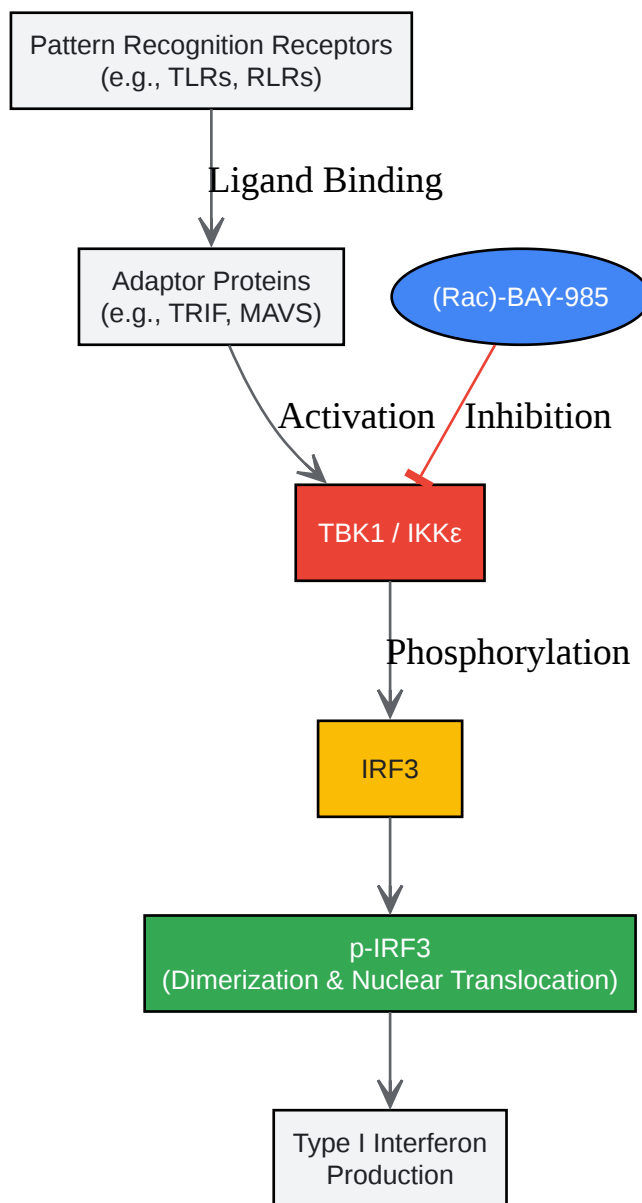 Pattern Recognition Receptors
(e.g., TLRs, RLRs)
Ligand Binding
Adaptor Proteins
(e.g., TRIF, MAVS)
(Rac)-BAY-985
Activation
Inhibition
TBK1 / IKKε
Phosphorylation
IRF3
p-IRF3
(Dimerization & Nuclear Translocation)
Type I Interferon
Production